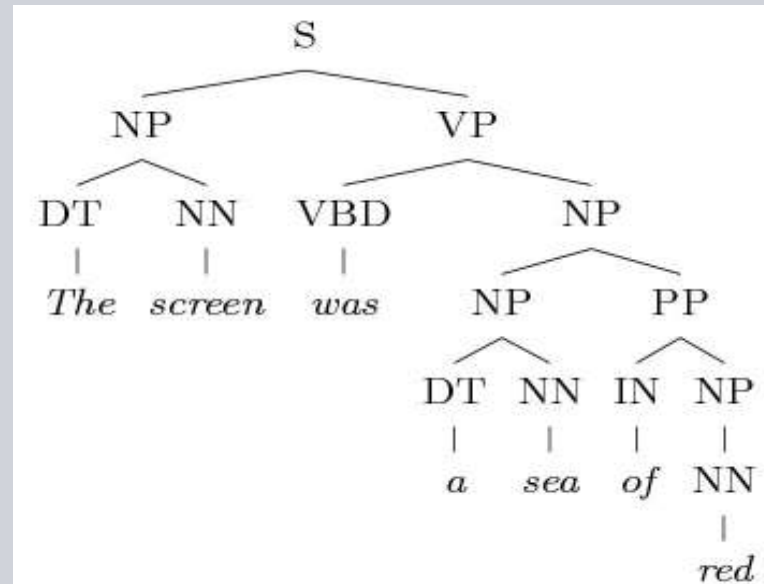 S
NP VP
DT NN VBD NP
The screen was NP PP
DT NN IN NP
a sea of NN
red